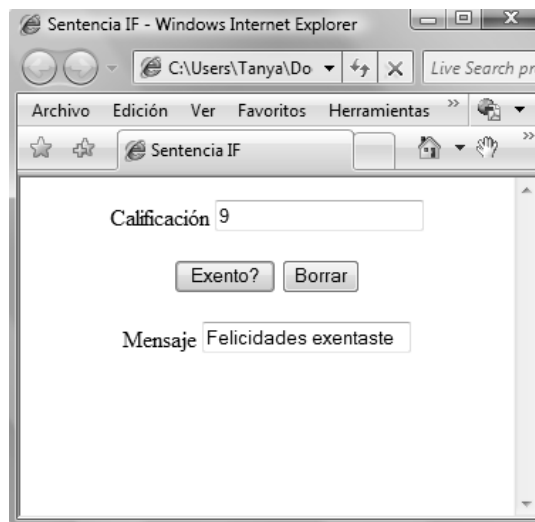 Sentencia IF - Windows Internet Explorer
C:\Users\Tanya\Do
Live Search pr
Archivo Edición Ver Favoritos Herramientas »
Sentencia IF »
Calificación 9
Exento? Borrar
Mensaje Felicidades exentaste